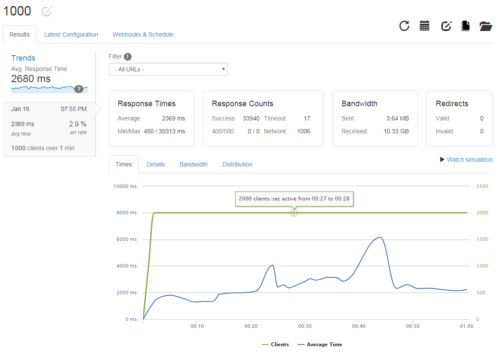 1000
Results Latest Configuration Webhooks & Schedule
Trends
Avg. Response Time
2680 ms
?
Jan 16 07:55 PM
2369 ms 2.9 %
avg resp err rate
1000 clients over 1 min
Filter 1
- All URLs -
Response Times
Average 2369 ms
Min/Max 480 / 30313 ms
Response Counts
Success 33940 Timeout 17
400/500 0 / 0 Network 1006
Bandwidth
Sent 3.64 MB
Received 10.33 GB
Redirects
Valid 0
Invalid 0
Times Details Bandwidth Distribution
Watch simulation
10000 ms 2500
2000 clients/sec active from 00:27 to 00:28
8000 ms 2000
6000 ms 1500
4000 ms 1000
2000 ms 500
0 ms 0
00:10 00:20 00:30 00:40 00:50 01:00
Clients Average Time